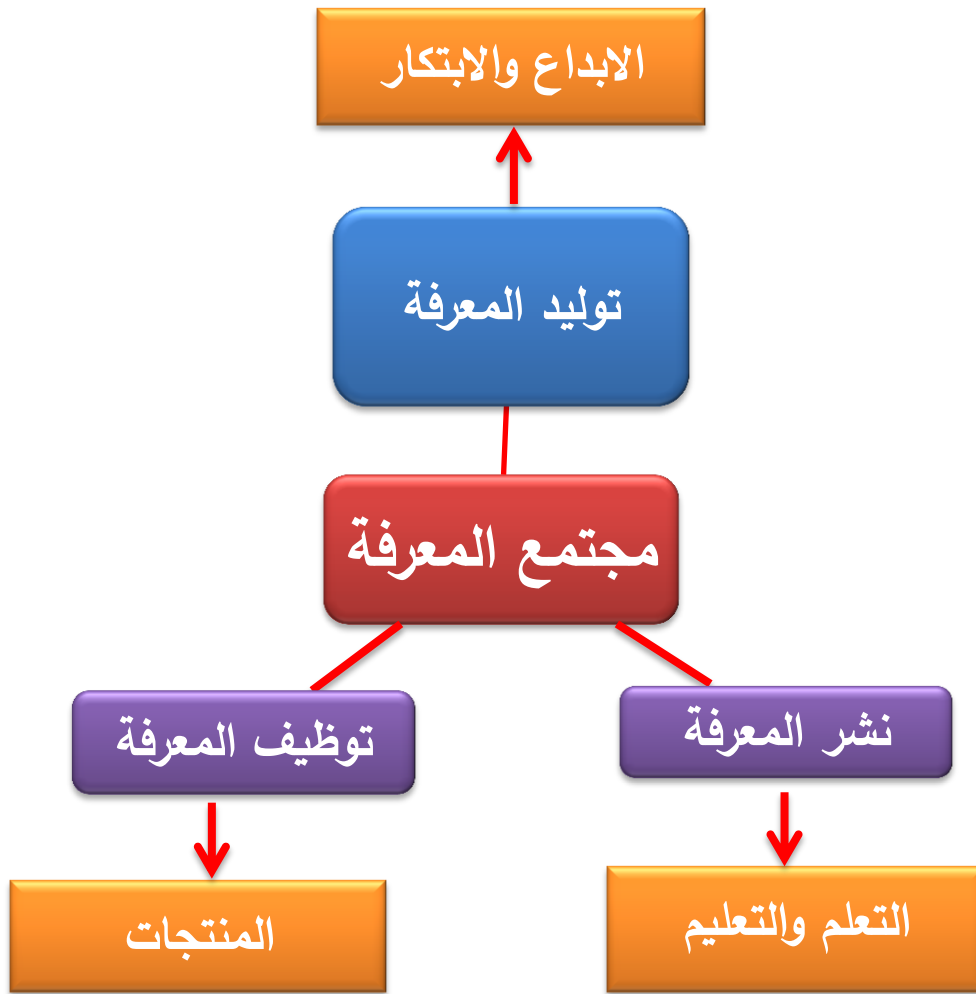 الابداع والابتكار
توليد المعرفة
مجتمع المعرفة
نشر المعرفة
توظيف المعرفة
التعلم والتعليم
المنتجات